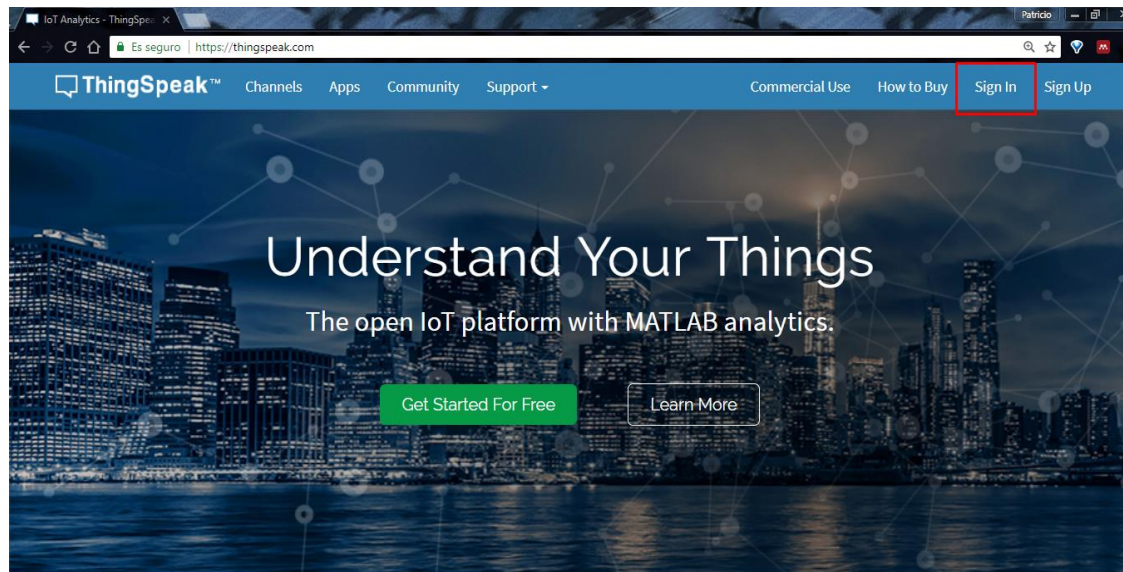 IoT Analytics - ThingSpea
Patricio
Es seguro https://thingspeak.com
ThingSpeak™ Channels Apps Community Support Commercial Use How to Buy Sign In Sign Up
Understand Your Things
The open IoT platform with MATLAB analytics.
Get Started For Free Learn More